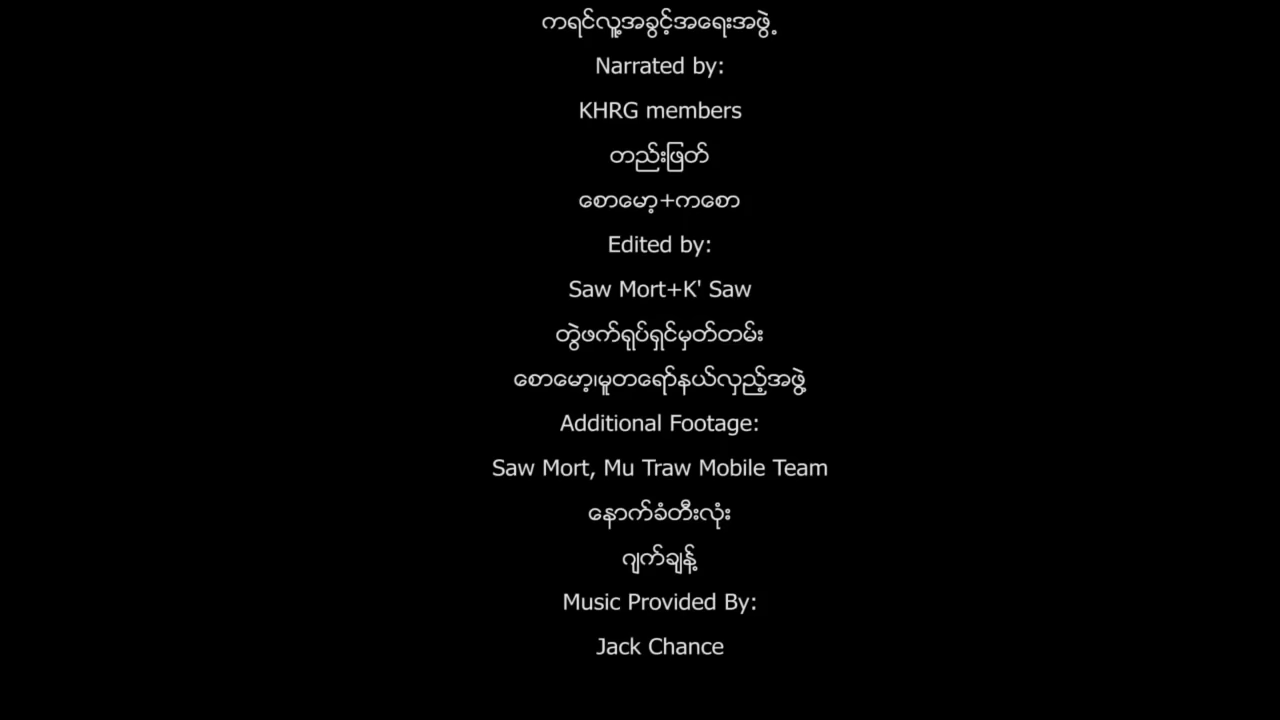 ကရင်လူ့အခွင့်အရေးအဖွဲ့
Narrated by:
KHRG members
တည်းဖြတ်
စောမော့+ကစော
Edited by:
Saw Mort+K' Saw
တွဲဖက်ရုပ်ရှင်မှတ်တမ်း
စောမော့၊မူတရော်နယ်လှည့်အဖွဲ့
Additional Footage:
Saw Mort, Mu Traw Mobile Team
နောက်ခံတီးလုံး
ဂျက်ချန့်
Music Provided By:
Jack Chance